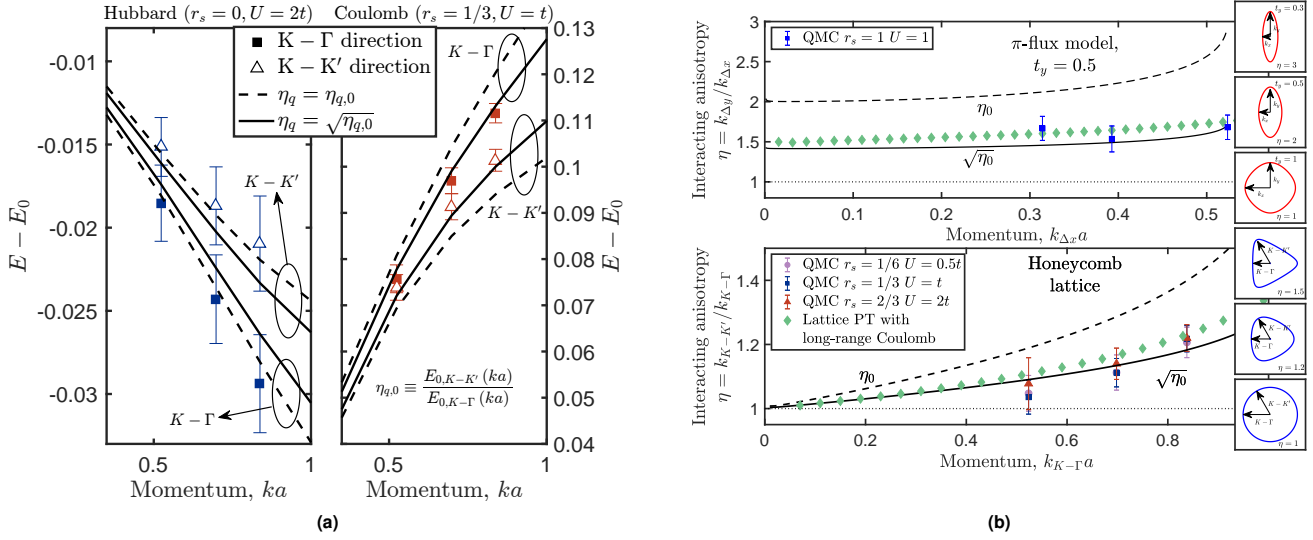 Hubbard (r_s = 0, U = 2t)
Coulomb (r_s = 1/3, U = t)
K − Γ direction
K − K′ direction
η_q = η_{q,0}
η_q = √η_{q,0}
-0.01
-0.015
-0.02
-0.025
-0.03
E − E_0
K − K′
K − Γ
0.5
1
Momentum, ka
K − Γ
K − K′
η_{q,0} ≡ E_{0,K−K′}(ka) / E_{0,K−Γ}(ka)
0.5
1
Momentum, ka
0.13
0.12
0.11
0.10
0.09
0.08
0.07
0.06
0.05
0.04
E − E_0
(a)
Interacting anisotropy
η = k_{Δy}/k_{Δx}
3
2.5
2
1.5
1
QMC r_s = 1 U = 1
π-flux model,
t_y = 0.5
η_0
√η_0
0
0.1
0.2
0.3
0.4
0.5
Momentum, k_{Δx}a
Interacting anisotropy
η = k_{K−K′}/k_{K−Γ}
1.4
1.2
1
QMC r_s = 1/6 U = 0.5t
QMC r_s = 1/3 U = t
QMC r_s = 2/3 U = 2t
Lattice PT with
long-range Coulomb
Honeycomb
lattice
η_0
√η_0
0
0.2
0.4
0.6
0.8
Momentum, k_{K−Γ}a
t_y = 0.3
k_y
k_x
η = 3
t_y = 0.5
k_y
k_x
η = 2
t_y = 1
k_y
k_x
η = 1
K − K′
K − Γ
η = 1.5
K − K′
K − Γ
η = 1.2
K − K′
K − Γ
η = 1
(b)